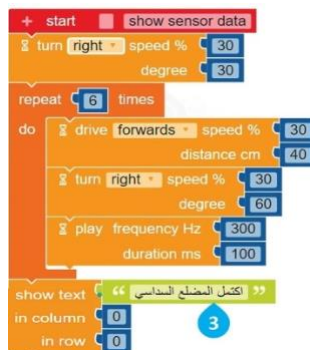 + start show sensor data
turn right speed % 30
degree 30
repeat 6 times
do drive forwards speed % 30
distance cm 40
turn right speed % 30
degree 60
play frequency Hz 300
duration ms 100
show text “ اكتمل المضلع السداسي ”
in column 0
3
in row 0